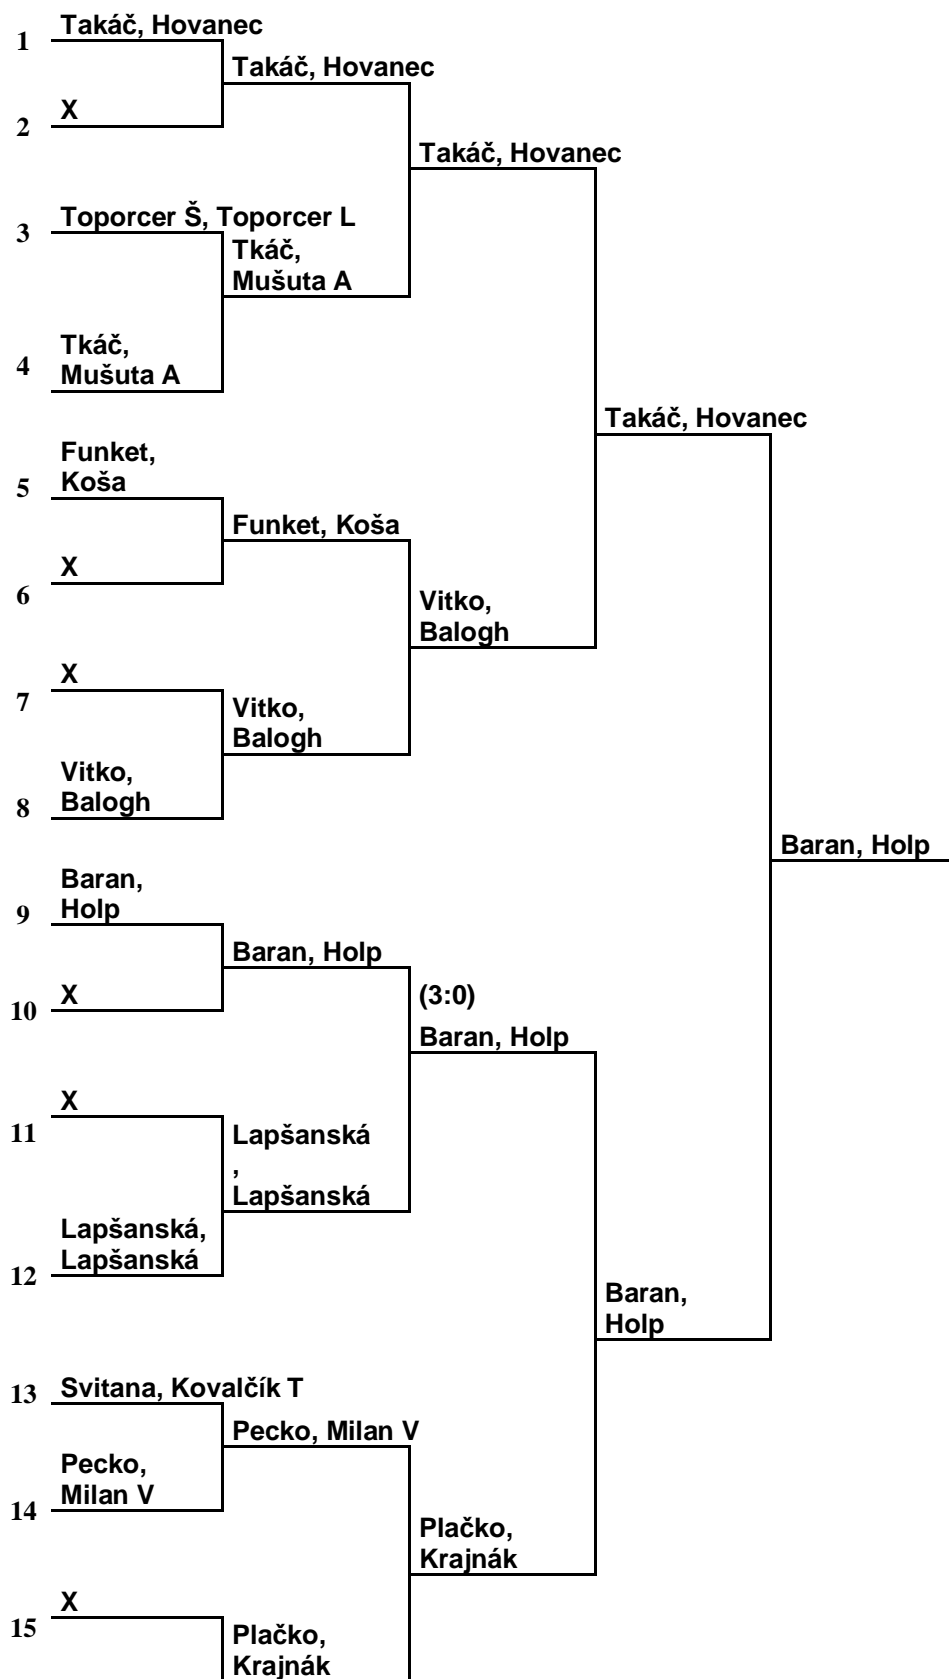 1 Takáč, Hovanec
Takáč, Hovanec
2 X
Takáč, Hovanec
3 Toporcer Š, Toporcer L
Tkáč,
Mušuta A
4 Tkáč,
Mušuta A
Takáč, Hovanec
5 Funket,
Koša
Funket, Koša
6 X
Vitko,
Balogh
7 X
Vitko,
Balogh
8 Vitko,
Balogh
Baran, Holp
9 Baran,
Holp
Baran, Holp
10 X
(3:0)
Baran, Holp
11 X
Lapšanská
,
Lapšanská
12 Lapšanská,
Lapšanská
Baran,
Holp
13 Svitana, Kovalčík T
Pecko, Milan V
14 Pecko,
Milan V
Plačko,
Krajnák
15 X
Plačko,
Krajnák